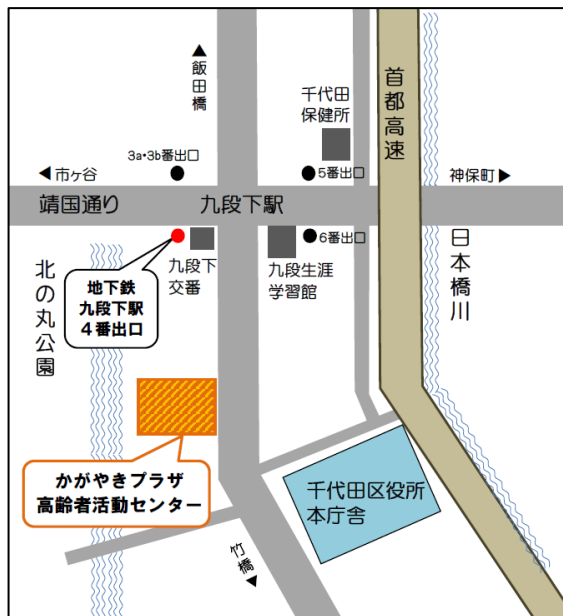 ▲飯田橋
千代田
保健所
首都高速
3a・3b番出口
5番出口
◀市ヶ谷
神保町▶
靖国通り
九段下駅
6番出口
日本橋川
北の丸公園
地下鉄
九段下駅
4番出口
九段下
交番
九段生涯
学習館
かがやきプラザ
高齢者活動センター
千代田区役所
本庁舎
竹橋▼